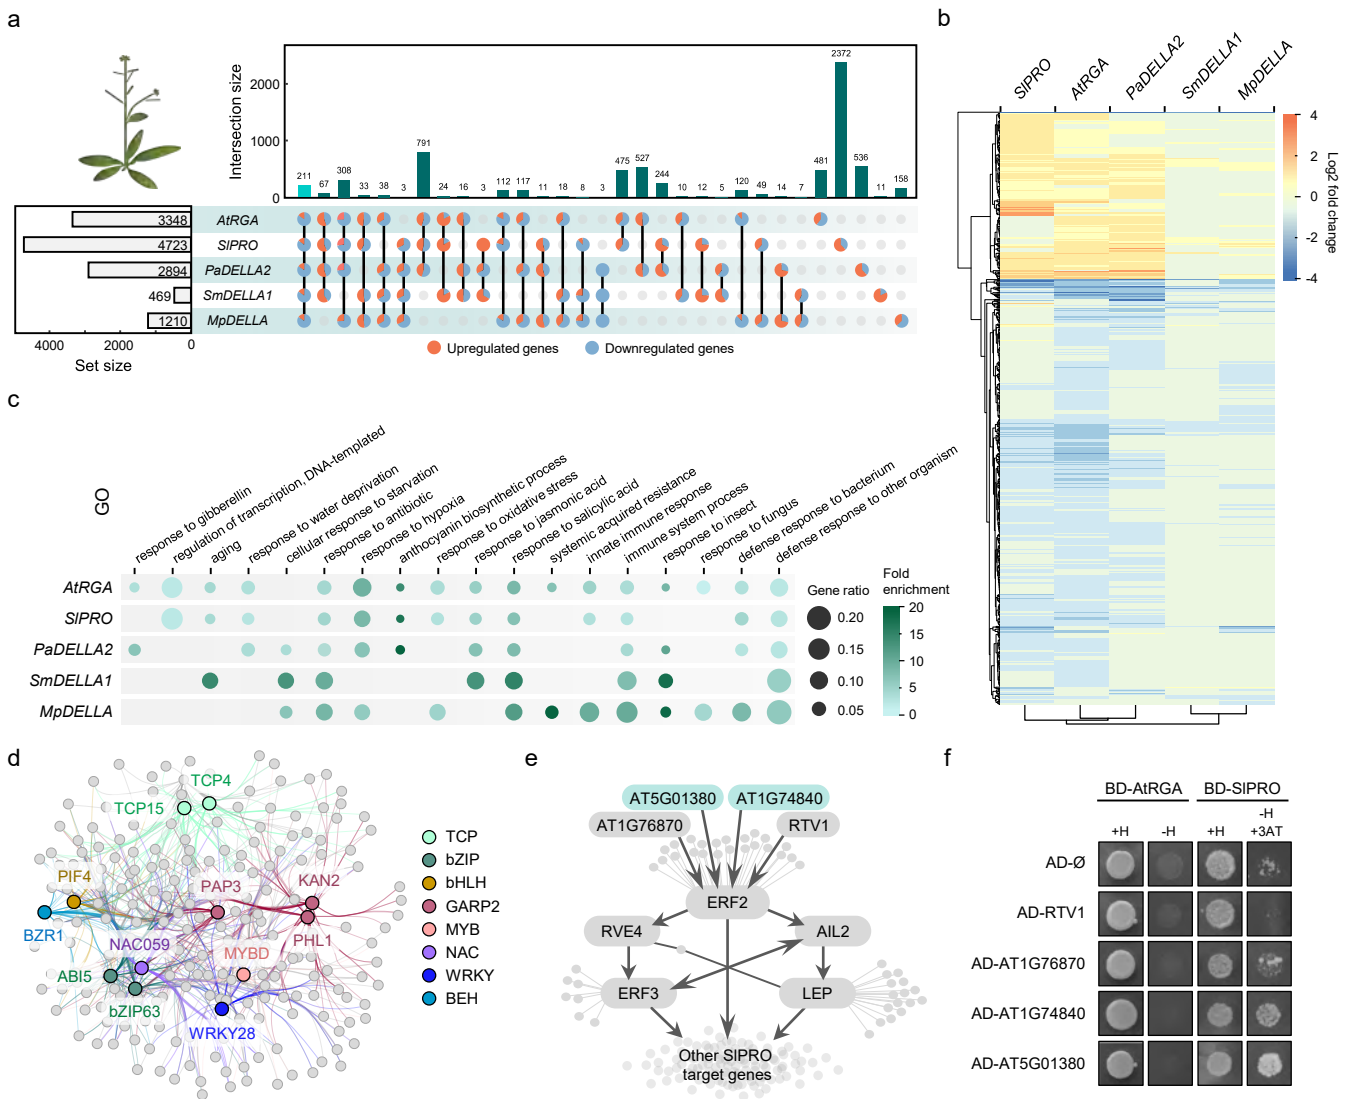 a
Intersection size
2000
1000
0
211
67
308
33
38
3
791
24
16
3
112
117
11
18
8
3
475
527
244
10
12
5
120
49
14
7
481
2372
536
11
158
3348
4723
2894
469
1210
AtRGA
SlPRO
PaDELLA2
SmDELLA1
MpDELLA
4000
2000
0
Set size
Upregulated genes
Downregulated genes
b
SlPRO
AtRGA
PaDELLA2
SmDELLA1
MpDELLA
4
2
0
-2
-4
Log2 fold change
c
GO
response to gibberellin
regulation of transcription, DNA-templated
aging
response to water deprivation
cellular response to starvation
response to antibiotic
response to hypoxia
anthocyanin biosynthetic process
response to oxidative stress
response to jasmonic acid
response to salicylic acid
systemic acquired resistance
innate immune response
immune system process
response to insect
response to fungus
defense response to bacterium
defense response to other organism
AtRGA
SlPRO
PaDELLA2
SmDELLA1
MpDELLA
Gene ratio
0.20
0.15
0.10
0.05
Fold
enrichment
20
15
10
5
0
d
TCP4
TCP15
PIF4
PAP3
KAN2
BZR1
NAC059
PHL1
MYBD
ABI5
bZIP63
WRKY28
TCP
bZIP
bHLH
GARP2
MYB
NAC
WRKY
BEH
e
AT5G01380
AT1G74840
AT1G76870
RTV1
ERF2
RVE4
AIL2
ERF3
LEP
Other SlPRO
target genes
f
BD-AtRGA
BD-SlPRO
+H
-H
+H
-H
+3AT
AD-Ø
AD-RTV1
AD-AT1G76870
AD-AT1G74840
AD-AT5G01380